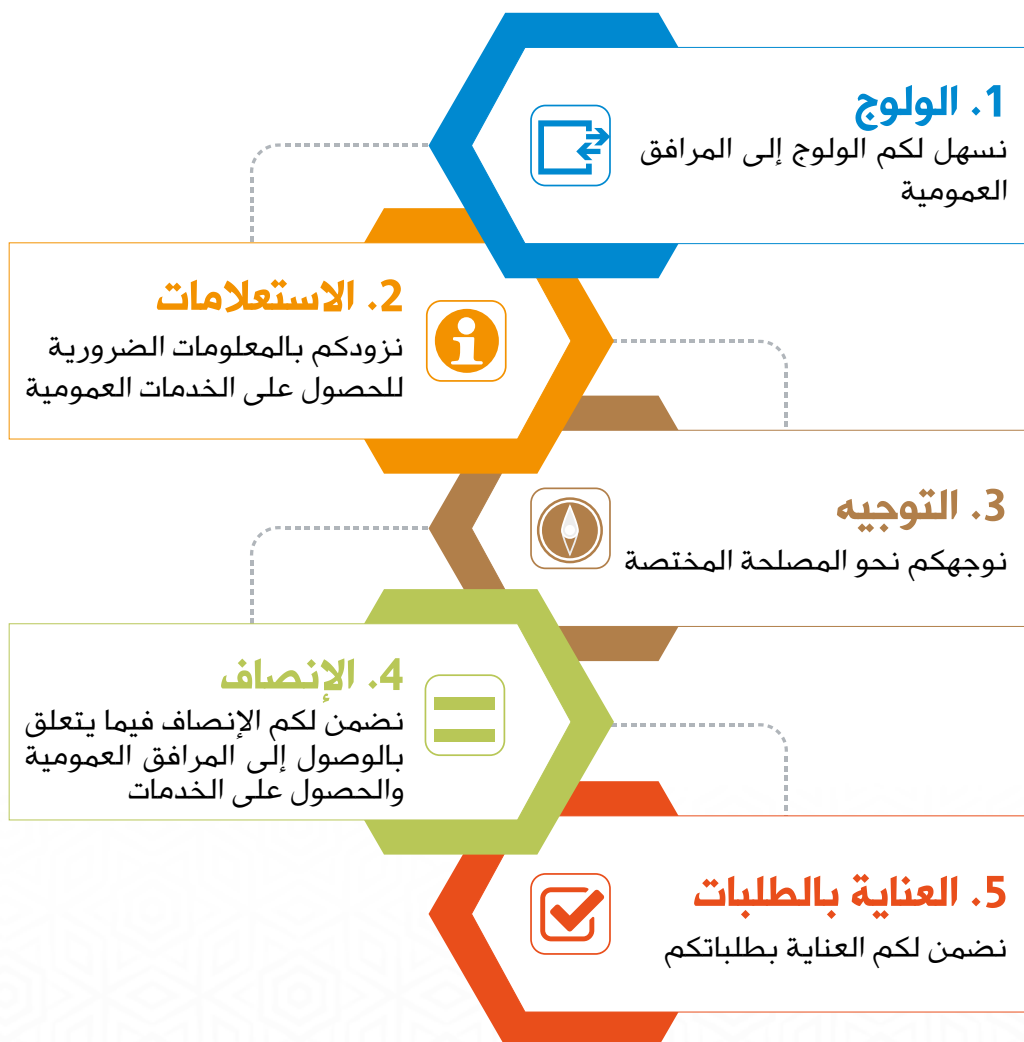 1. الولوج
نسهل لكم الولوج إلى المرافق
العمومية
2. الاستعلامات
نزودكم بالمعلومات الضرورية
للحصول على الخدمات العمومية
3. التوجيه
نوجهكم نحو المصلحة المختصة
4. الإنصاف
نضمن لكم الإنصاف فيما يتعلق
بالوصول إلى المرافق العمومية
والحصول على الخدمات
5. العناية بالطلبات
نضمن لكم العناية بطلباتكم